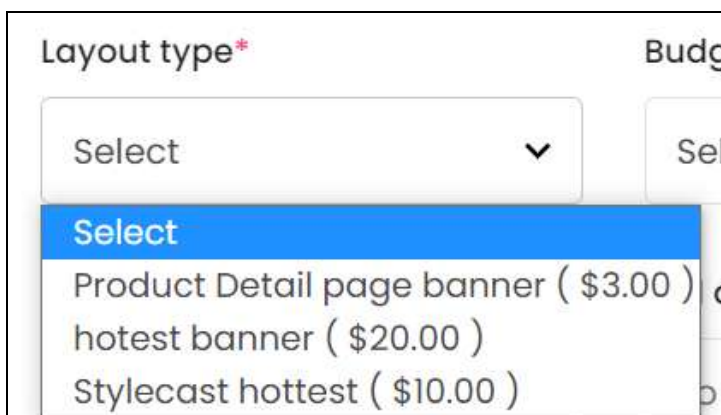 Layout type*
Select
Select
Product Detail page banner ( $3.00 )
hotest banner ( $20.00 )
Stylecast hottest ( $10.00 )